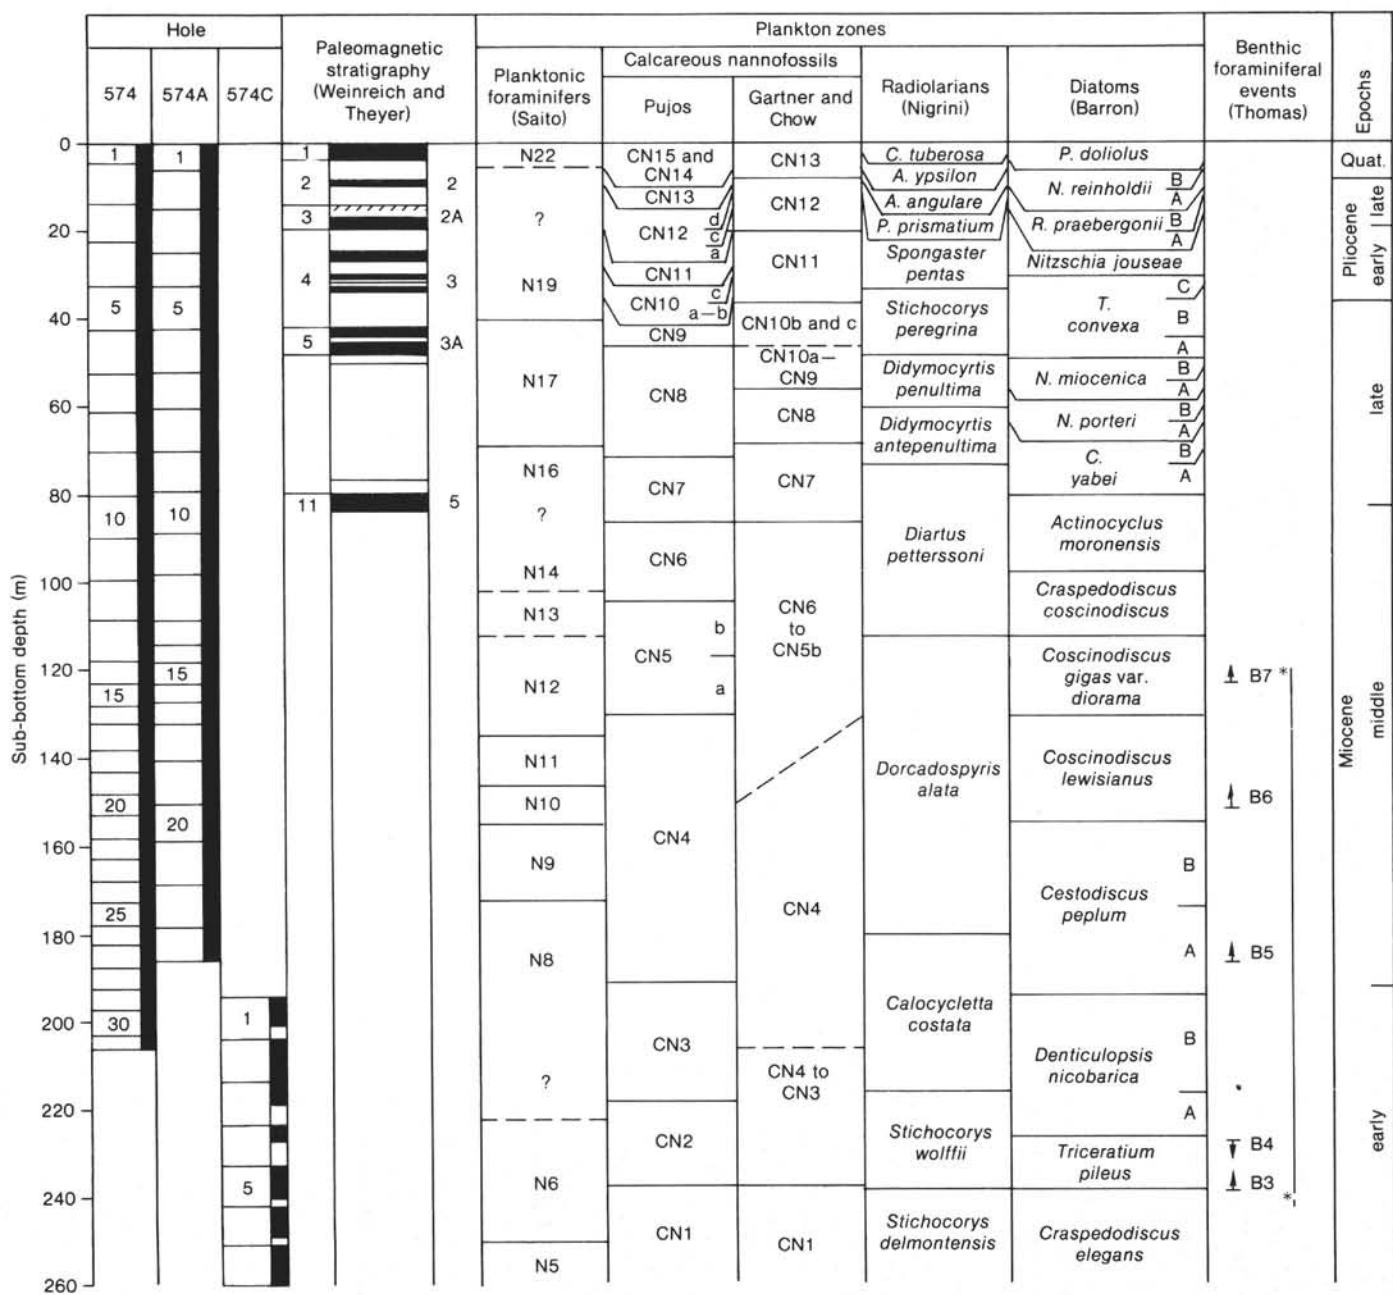 Hole
Paleomagnetic
stratigraphy
(Weinreich and
Theyer)
Plankton zones
Benthic
foraminiferal
events
(Thomas)
Epochs
574
574A
574C
Planktonic
foraminifers
(Saito)
Calcareous nannofossils
Pujos
Gartner and
Chow
Radiolarians
(Nigrini)
Diatoms
(Barron)
Sub-bottom depth (m)
0
20
40
60
80
100
120
140
160
180
200
220
240
260
1
5
10
15
20
25
30
1
5
10
15
20
1
5
1
2
3
4
5
11
2
2A
3
3A
5
N22
?
N19
N17
N16
?
N14
N13
N12
N11
N10
N9
N8
?
N6
N5
CN15 and
CN14
CN13
CN12
d
c
a
CN11
CN10
c
a–b
CN9
CN8
CN7
CN6
CN5
b
a
CN4
CN3
CN2
CN1
CN13
CN12
CN11
CN10b and c
CN10a–
CN9
CN8
CN7
CN6
to
CN5b
CN4
CN4 to
CN3
CN1
C. tuberosa
A. ypsilon
A. angulare
P. prismatium
Spongaster
pentas
Stichocorys
peregrina
Didymocyrtis
penultima
Didymocyrtis
antepenultima
Diartus
petterssoni
Dorcadospyris
alata
Calocycletta
costata
Stichocorys
wolffii
Stichocorys
delmontensis
P. doliolus
N. reinholdii
B
A
R. praebergonii
B
A
Nitzschia jouseae
T.
convexa
C
B
A
N. miocenica
B
A
N. porteri
B
A
C.
yabei
B
A
Actinocyclus
moronensis
Craspedodiscus
coscinodiscus
Coscinodiscus
gigas var.
diorama
Coscinodiscus
lewisianus
Cestodiscus
peplum
B
A
Denticulopsis
nicobarica
B
A
Triceratium
pileus
Craspedodiscus
elegans
B7 *
B6
B5
B4
B3
*
Quat.
Pliocene
late
early
Miocene
late
middle
early